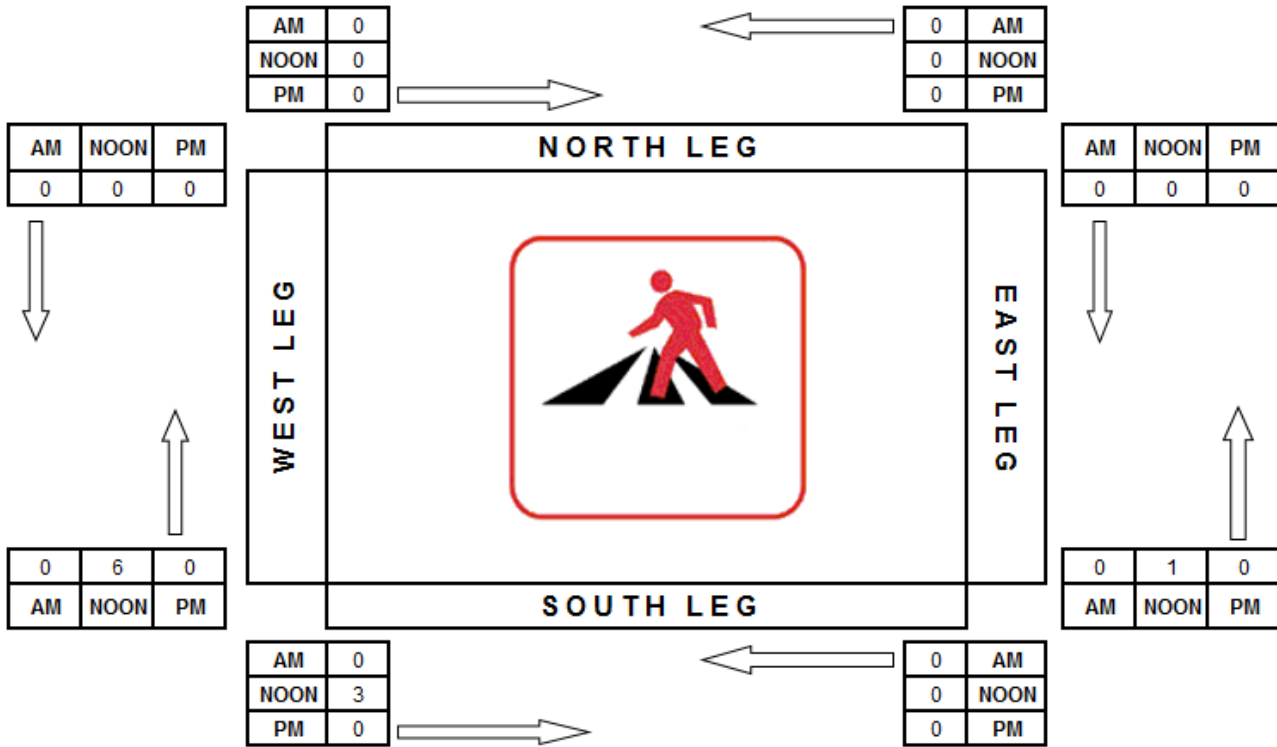 AM 0
NOON 0
PM 0
0 AM
0 NOON
0 PM
AM NOON PM
0 0 0
NORTH LEG
AM NOON PM
0 0 0
WEST LEG
EAST LEG
0 6 0
AM NOON PM
SOUTH LEG
0 1 0
AM NOON PM
AM 0
NOON 3
PM 0
0 AM
0 NOON
0 PM